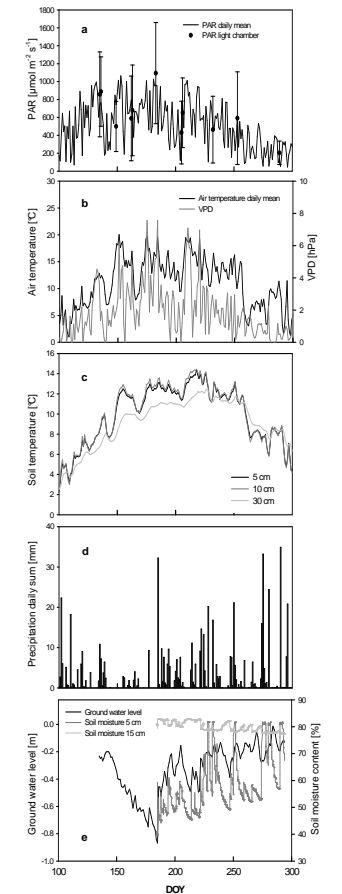 1800
1600
1400
1200
1000
800
600
400
200
0
PAR [µmol m⁻² s⁻¹]
a
PAR daily mean
PAR light chamber
30
25
20
15
10
5
0
Air temperature [°C]
b
Air temperature daily mean
VPD
10
8
6
4
2
0
VPD [hPa]
16
14
12
10
8
6
4
2
0
Soil temperature [°C]
c
5 cm
10 cm
30 cm
40
30
20
10
0
Precipitation daily sum [mm]
d
0.0
-0.2
-0.4
-0.6
-0.8
-1.0
Ground water level [m]
Ground water level
Soil moisture 5 cm
Soil moisture 15 cm
e
90
80
70
60
50
40
30
Soil moisture content [%]
100 150 200 250 300
DOY